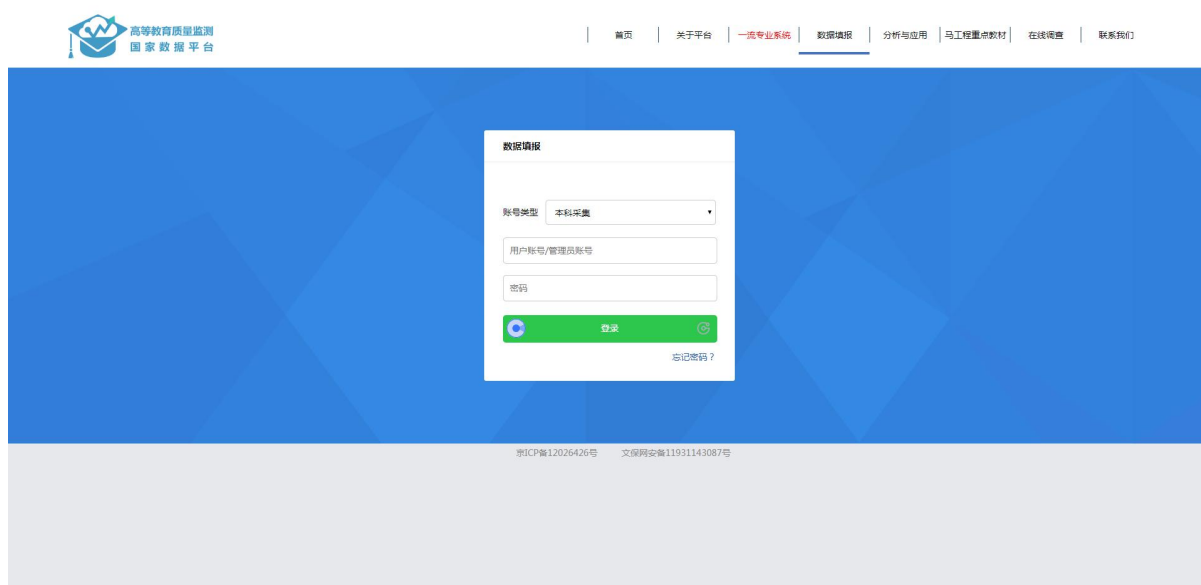 高等教育质量监测
国家数据平台
首页 关于平台 一流专业系统 数据填报 分析与应用 马工程重点教材 在线调查 联系我们
数据填报
账号类型 本科采集
用户账号/管理员账号
密码
登录
忘记密码？
京ICP备12026426号 文保网安备11931143087号